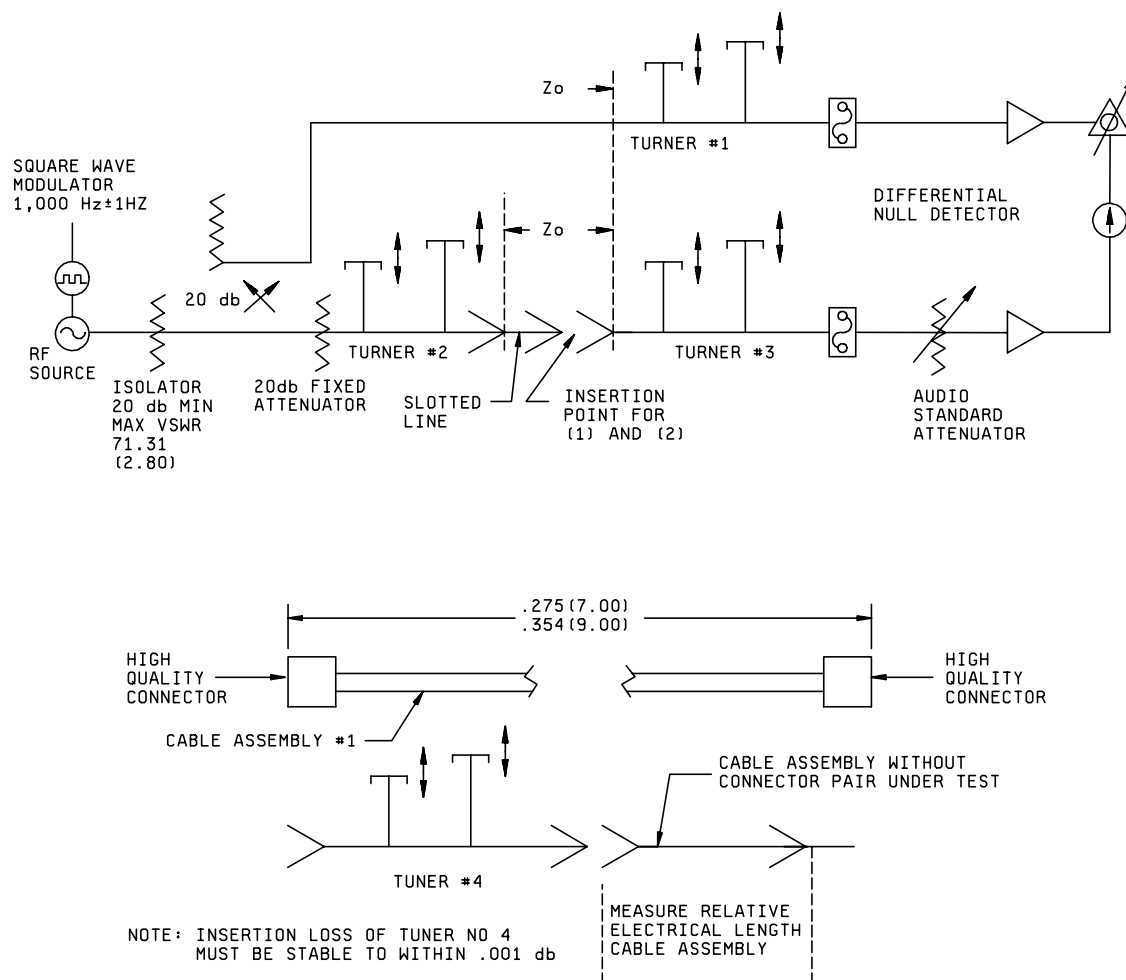 Zo
TURNER #1
SQUARE WAVE
MODULATOR
1,000 Hz±1HZ
DIFFERENTIAL
NULL DETECTOR
Zo
20 db
RF
SOURCE
TURNER #2
TURNER #3
ISOLATOR
20 db MIN
MAX VSWR
71.31
(2.80)
20db FIXED
ATTENUATOR
SLOTTED
LINE
INSERTION
POINT FOR
(1) AND (2)
AUDIO
STANDARD
ATTENUATOR
.275(7.00)
.354(9.00)
HIGH
QUALITY
CONNECTOR
HIGH
QUALITY
CONNECTOR
CABLE ASSEMBLY #1
CABLE ASSEMBLY WITHOUT
CONNECTOR PAIR UNDER TEST
TUNER #4
MEASURE RELATIVE
ELECTRICAL LENGTH
CABLE ASSEMBLY
NOTE: INSERTION LOSS OF TUNER NO 4
MUST BE STABLE TO WITHIN .001 db